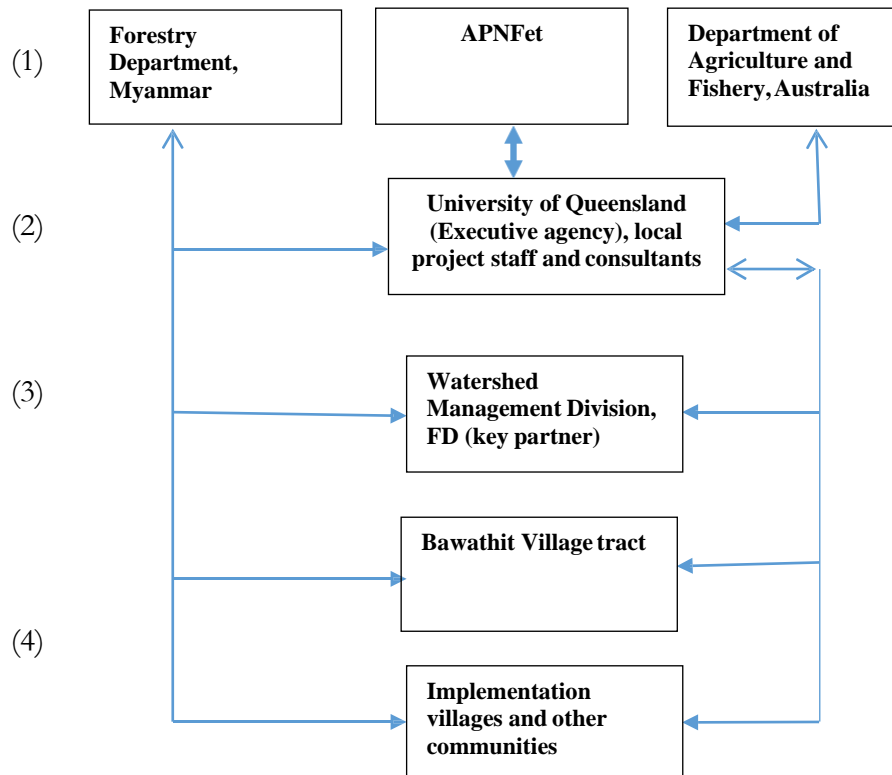 (1)
Forestry
Department,
Myanmar
APNFet
Department of
Agriculture and
Fishery, Australia
(2)
University of Queensland
(Executive agency), local
project staff and consultants
(3)
Watershed
Management Division,
FD (key partner)
Bawathit Village tract
(4)
Implementation
villages and other
communities